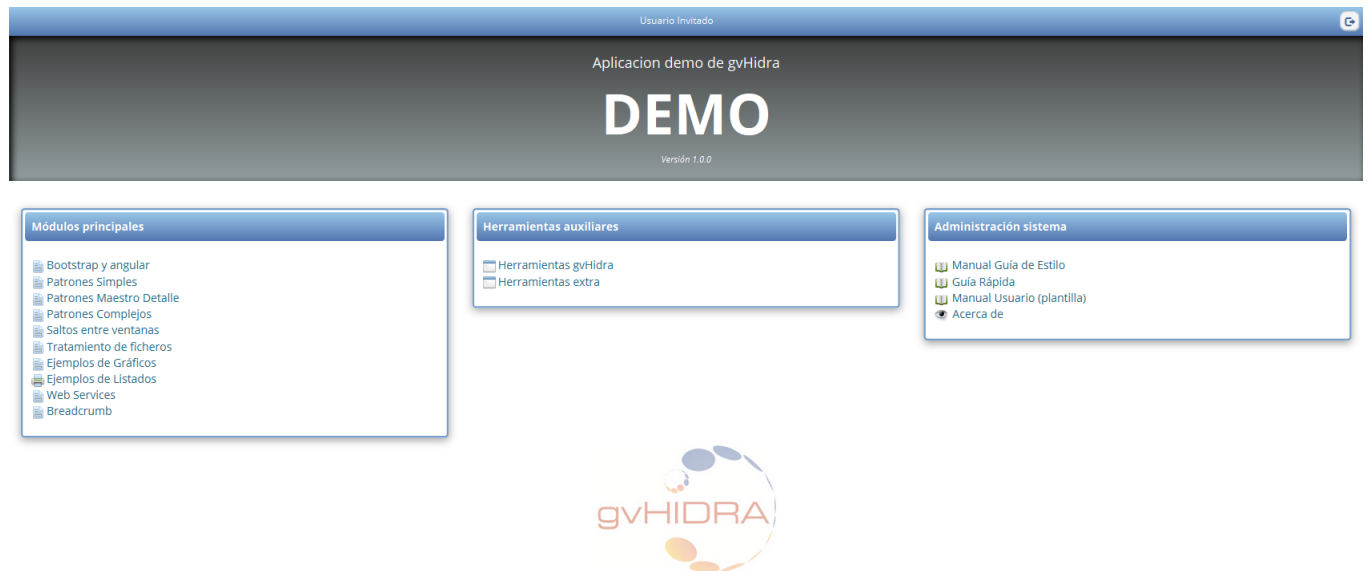 Usuario Invitado
Aplicacion demo de gvHidra
DEMO
Versión 1.0.0
Módulos principales
Bootstrap y angular
Patrones Simples
Patrones Maestro Detalle
Patrones Complejos
Saltos entre ventanas
Tratamiento de ficheros
Ejemplos de Gráficos
Ejemplos de Listados
Web Services
Breadcrumb
Herramientas auxiliares
Herramientas gvHidra
Herramientas extra
Administración sistema
Manual Guía de Estilo
Guía Rápida
Manual Usuario (plantilla)
Acerca de
gvHIDRA